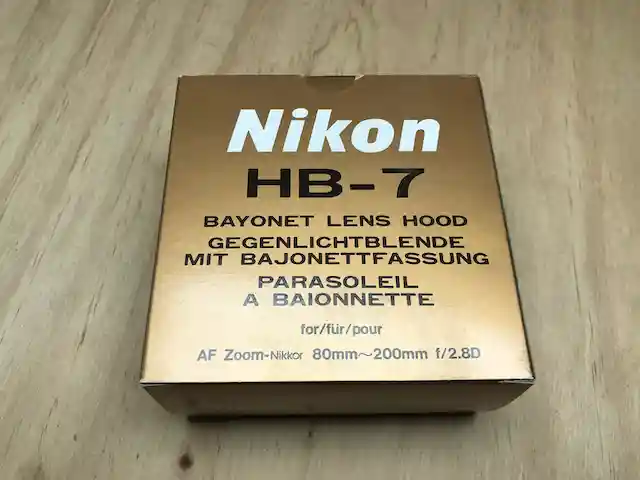 Nikon
HB-7
BAYONET LENS HOOD
GEGENLICHTBLENDE
MIT BAJONETTFASSUNG
PARASOLEIL
A BAIONNETTE
for/für/pour
AF Zoom-Nikkor 80mm～200mm f/2.8D